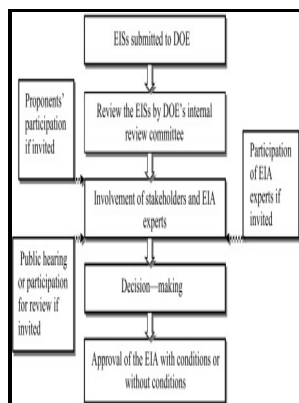 EISs submitted to DOE
Proponents'
participation
if invited
Review the EISs by DOE's internal
review committee
Participation
of EIA
experts if
invited
Involvement of stakeholders and EIA
experts
Public hearing
or participation
for review if
invited
Decision—making
Approval of the EIA with conditions or
without conditions